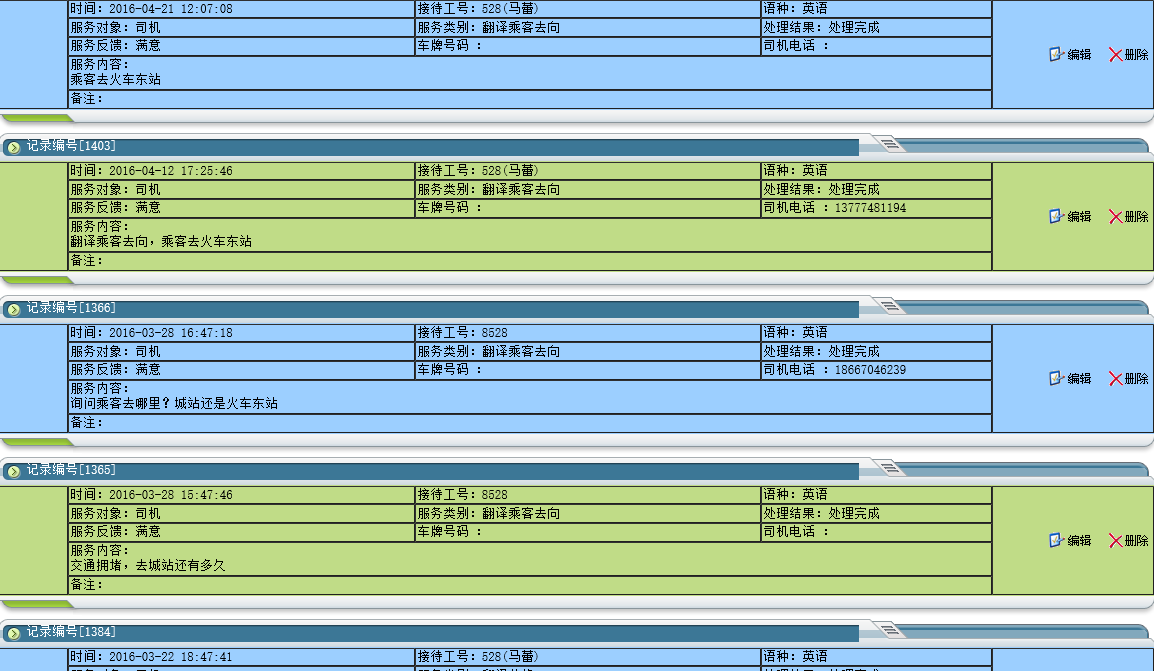 时间：2016-04-21 12:07:08 接待工号：528(马蕾) 语种：英语
服务对象：司机 服务类别：翻译乘客去向 处理结果：处理完成
服务反馈：满意 车牌号码 ： 司机电话 ：
编辑 删除
服务内容：
乘客去火车东站
备注：
记录编号[1403]
时间：2016-04-12 17:25:46 接待工号：528(马蕾) 语种：英语
服务对象：司机 服务类别：翻译乘客去向 处理结果：处理完成
服务反馈：满意 车牌号码 ： 司机电话 ：13777481194
编辑 删除
服务内容：
翻译乘客去向，乘客去火车东站
备注：
记录编号[1366]
时间：2016-03-28 16:47:18 接待工号：8528 语种：英语
服务对象：司机 服务类别：翻译乘客去向 处理结果：处理完成
服务反馈：满意 车牌号码 ： 司机电话 ：18667046239
编辑 删除
服务内容：
询问乘客去哪里？城站还是火车东站
备注：
记录编号[1365]
时间：2016-03-28 15:47:46 接待工号：8528 语种：英语
服务对象：司机 服务类别：翻译乘客去向 处理结果：处理完成
服务反馈：满意 车牌号码 ： 司机电话 ：
编辑 删除
服务内容：
交通拥堵，去城站还有多久
备注：
记录编号[1384]
时间：2016-03-22 18:47:41 接待工号：528(马蕾) 语种：英语